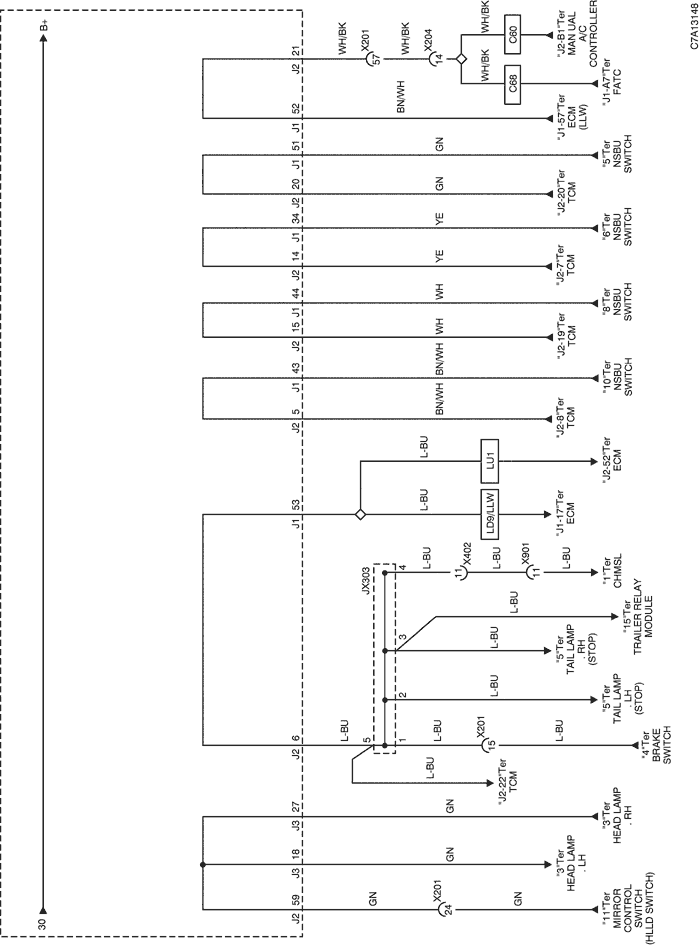 30
B+
J2 59
GN
X201
24
GN
"11"Ter
MIRROR
CONTROL
SWITCH
(HLLD SWITCH)
J3 18
GN
"3"Ter
HEAD LAMP
. LH
J3 27
GN
"3"Ter
HEAD LAMP
. RH
J2 6
L-BU
5
L-BU
"J2-22"Ter
TCM
1
L-BU
X201
15
L-BU
"4"Ter
BRAKE
SWITCH
JX303
2
L-BU
"5"Ter
TAIL LAMP
. LH
(STOP)
3
L-BU
"5"Ter
TAIL LAMP
. RH
(STOP)
L-BU
"15"Ter
TRAILER RELAY
MODULE
4
L-BU
X402
11
L-BU
X901
11
L-BU
"1"Ter
CHMSL
J1 53
L-BU
LD9/LLW
"J1-17"Ter
ECM
L-BU
LU1
"J2-52"Ter
ECM
J2 5
BN/WH
"J2-8"Ter
TCM
J1 43
BN/WH
"10"Ter
NSBU
SWITCH
J2 15
WH
"J2-19"Ter
TCM
J1 44
WH
"8"Ter
NSBU
SWITCH
J2 14
YE
"J2-7"Ter
TCM
J1 34
YE
"6"Ter
NSBU
SWITCH
J2 20
GN
"J2-20"Ter
TCM
J1 51
GN
"5"Ter
NSBU
SWITCH
J1 52
BN/WH
"J1-57"Ter
ECM
(LLW)
J2 21
WH/BK
X201
57
WH/BK
X204
14
WH/BK
C68
"J1-A7"Ter
FATC
WH/BK
C60
"J2-B1"Ter
MANUAL
A/C
CONTROLLER
C7A13148